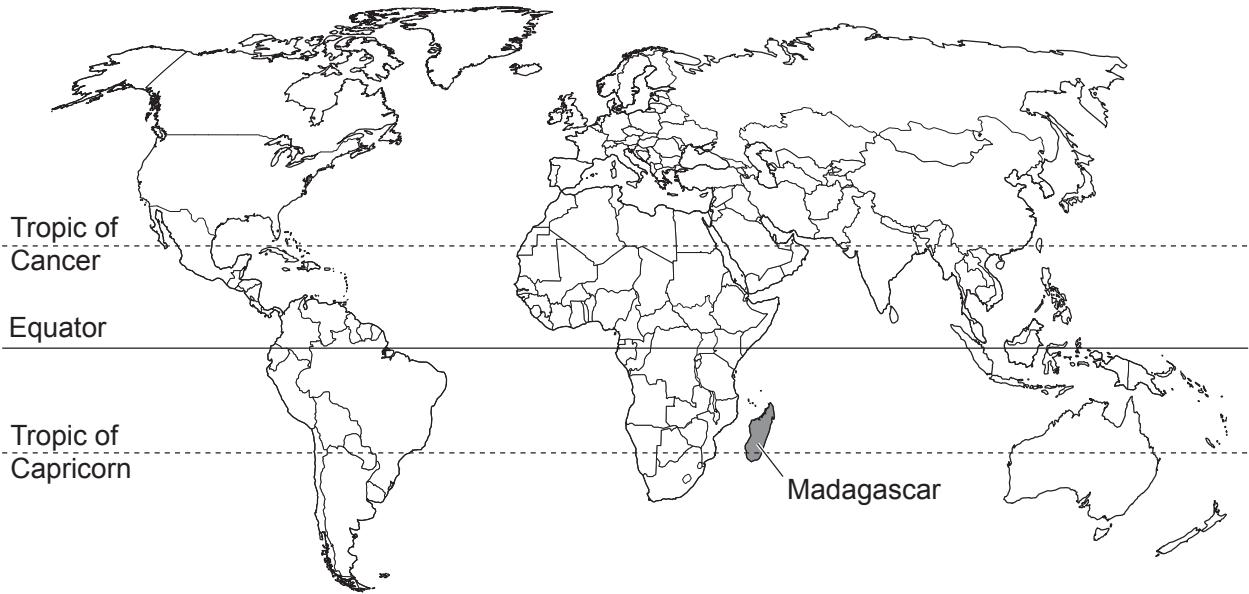 Tropic of
Cancer
Equator
Tropic of
Capricorn
Madagascar